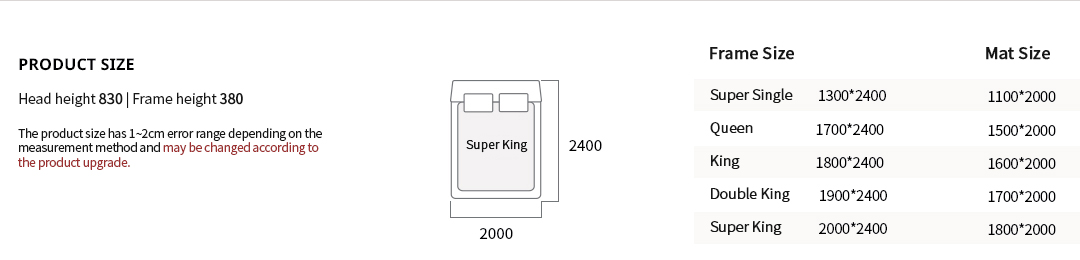 PRODUCT SIZE
Head height 830 | Frame height 380
The product size has 1~2cm error range depending on the
measurement method and may be changed according to
the product upgrade.
Super King
2400
2000
Frame Size Mat Size
Super Single 1300*2400 1100*2000
Queen 1700*2400 1500*2000
King 1800*2400 1600*2000
Double King 1900*2400 1700*2000
Super King 2000*2400 1800*2000